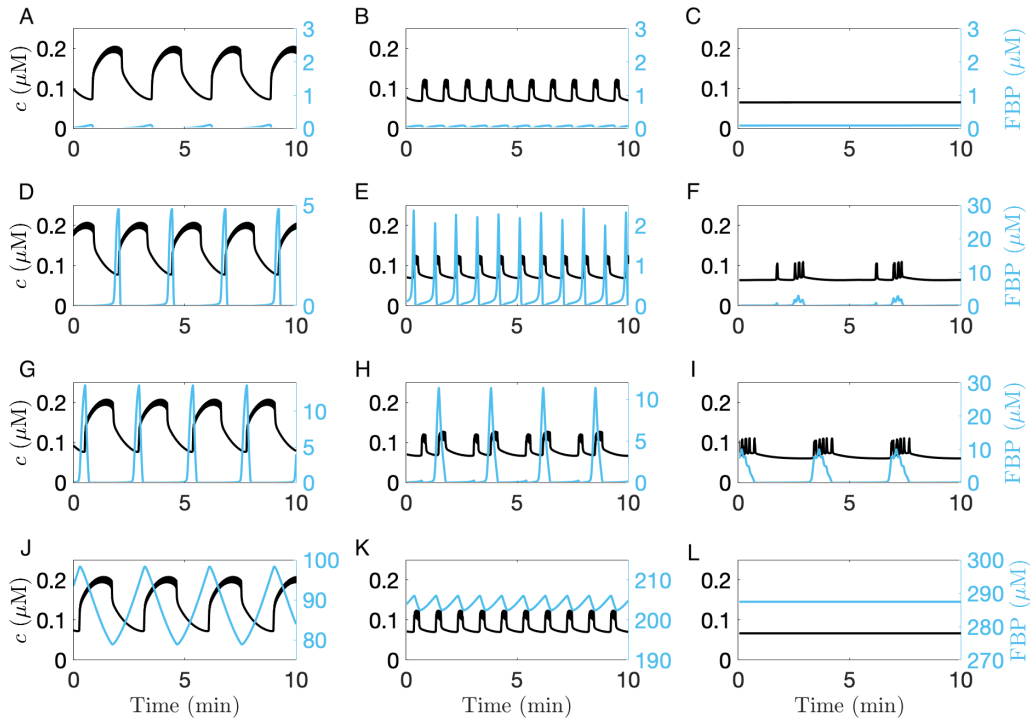 A B C
c (μM) 0.2 0.1 0 3 2 1 0 0.2 0.1 0 3 2 1 0 0.2 0.1 0 3 2 1 0 FBP (μM)
0 5 10 0 5 10 0 5 10
D E F
c (μM) 0.2 0.1 0 4 2 0 0.2 0.1 0 2 1 0 0.2 0.1 0 30 20 10 0 FBP (μM)
0 5 10 0 5 10 0 5 10
G H I
c (μM) 0.2 0.1 0 10 5 0 0.2 0.1 0 10 5 0 0.2 0.1 0 30 20 10 0 FBP (μM)
0 5 10 0 5 10 0 5 10
J K L
c (μM) 0.2 0.1 0 100 90 80 0.2 0.1 0 210 200 190 0.2 0.1 0 300 290 280 270 FBP (μM)
0 5 10 0 5 10 0 5 10
Time (min) Time (min) Time (min)